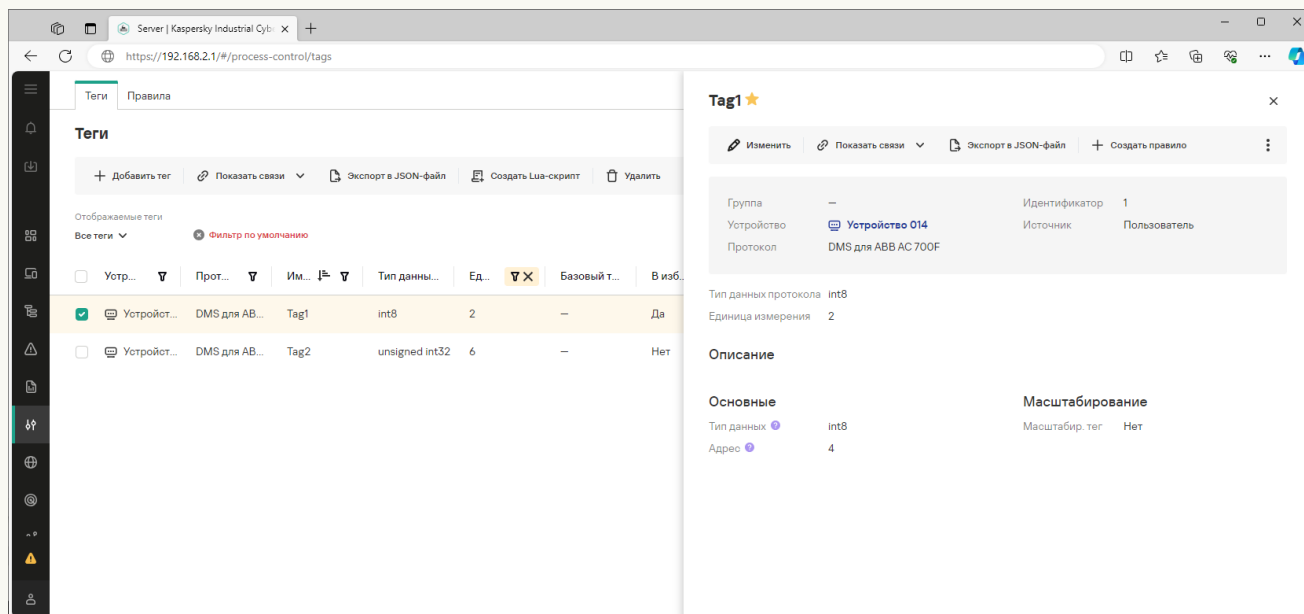 Server | Kaspersky Industrial Cyb
https://192.168.2.1/#/process-control/tags
Теги Правила
Теги
Добавить тег Показать связи Экспорт в JSON-файл Создать Lua-скрипт Удалить
Отображаемые теги
Все теги Фильтр по умолчанию
Устр... Прот... Им... Тип данны... Ед... Базовый т... В изб...
Устройст... DMS для AB... Tag1 int8 2 — Да
Устройст... DMS для AB... Tag2 unsigned int32 6 — Нет
Tag1
Изменить Показать связи Экспорт в JSON-файл Создать правило
Группа — Идентификатор 1
Устройство Устройство 014 Источник Пользователь
Протокол DMS для ABB AC 700F
Тип данных протокола int8
Единица измерения 2
Описание
Основные Масштабирование
Тип данных int8 Масштабир. тег Нет
Адрес 4